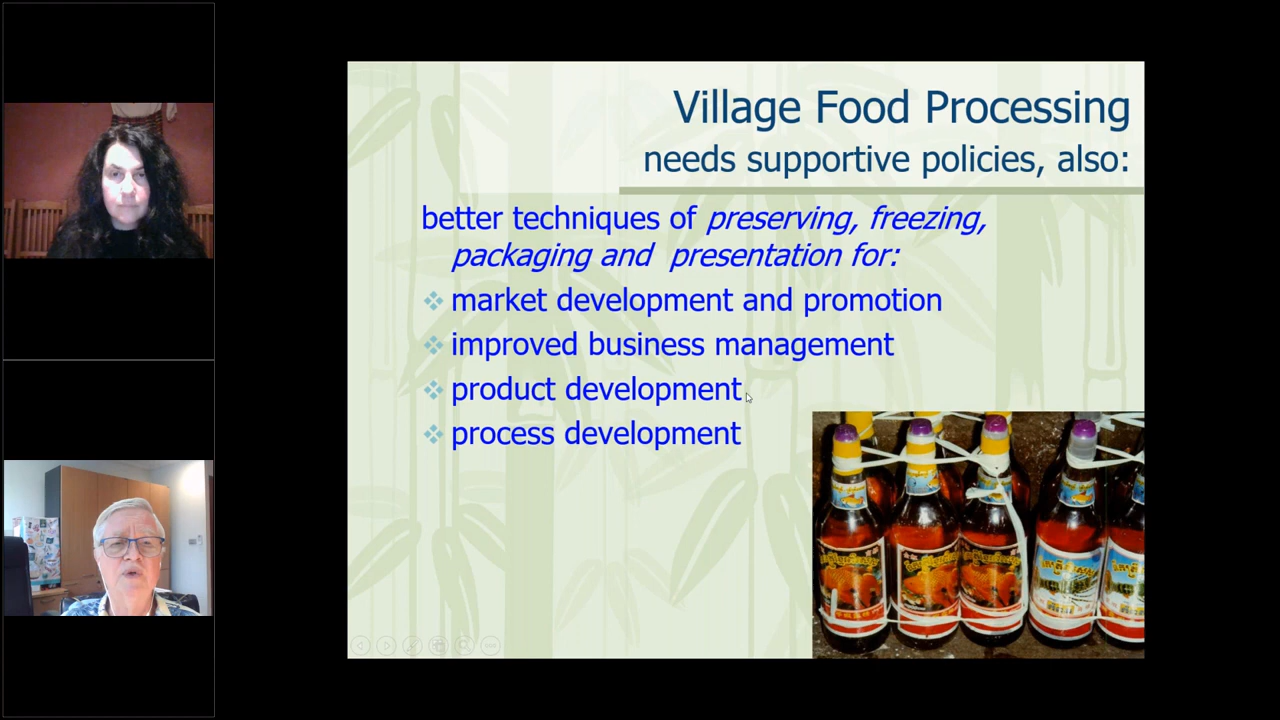 Village Food Processing
needs supportive policies, also:
better techniques of preserving, freezing,
packaging and presentation for:
market development and promotion
improved business management
product development
process development